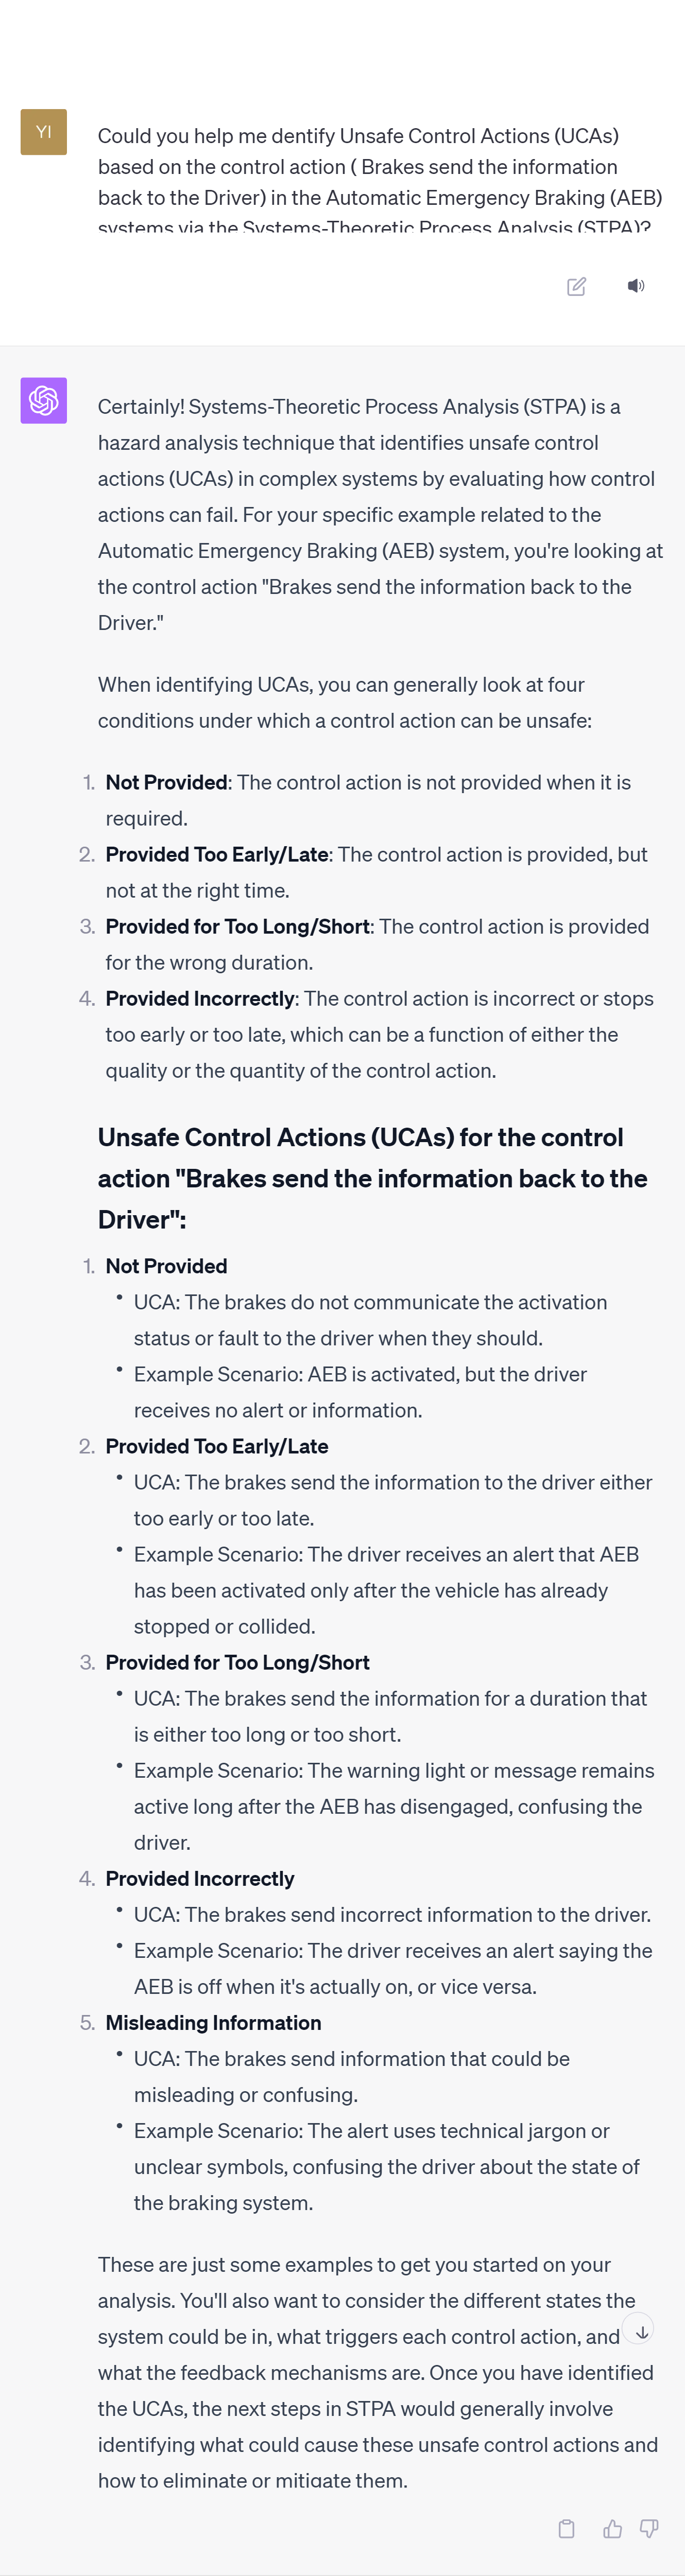 YI
Could you help me dentify Unsafe Control Actions (UCAs)
based on the control action ( Brakes send the information
back to the Driver) in the Automatic Emergency Braking (AEB)
systems via the Systems-Theoretic Process Analysis (STPA)?
Certainly! Systems-Theoretic Process Analysis (STPA) is a
hazard analysis technique that identifies unsafe control
actions (UCAs) in complex systems by evaluating how control
actions can fail. For your specific example related to the
Automatic Emergency Braking (AEB) system, you're looking at
the control action "Brakes send the information back to the
Driver."
When identifying UCAs, you can generally look at four
conditions under which a control action can be unsafe:
1. Not Provided: The control action is not provided when it is
required.
2. Provided Too Early/Late: The control action is provided, but
not at the right time.
3. Provided for Too Long/Short: The control action is provided
for the wrong duration.
4. Provided Incorrectly: The control action is incorrect or stops
too early or too late, which can be a function of either the
quality or the quantity of the control action.
Unsafe Control Actions (UCAs) for the control
action "Brakes send the information back to the
Driver":
1. Not Provided
• UCA: The brakes do not communicate the activation
status or fault to the driver when they should.
• Example Scenario: AEB is activated, but the driver
receives no alert or information.
2. Provided Too Early/Late
• UCA: The brakes send the information to the driver either
too early or too late.
• Example Scenario: The driver receives an alert that AEB
has been activated only after the vehicle has already
stopped or collided.
3. Provided for Too Long/Short
• UCA: The brakes send the information for a duration that
is either too long or too short.
• Example Scenario: The warning light or message remains
active long after the AEB has disengaged, confusing the
driver.
4. Provided Incorrectly
• UCA: The brakes send incorrect information to the driver.
• Example Scenario: The driver receives an alert saying the
AEB is off when it's actually on, or vice versa.
5. Misleading Information
• UCA: The brakes send information that could be
misleading or confusing.
• Example Scenario: The alert uses technical jargon or
unclear symbols, confusing the driver about the state of
the braking system.
These are just some examples to get you started on your
analysis. You'll also want to consider the different states the
system could be in, what triggers each control action, and
what the feedback mechanisms are. Once you have identified
the UCAs, the next steps in STPA would generally involve
identifying what could cause these unsafe control actions and
how to eliminate or mitigate them.